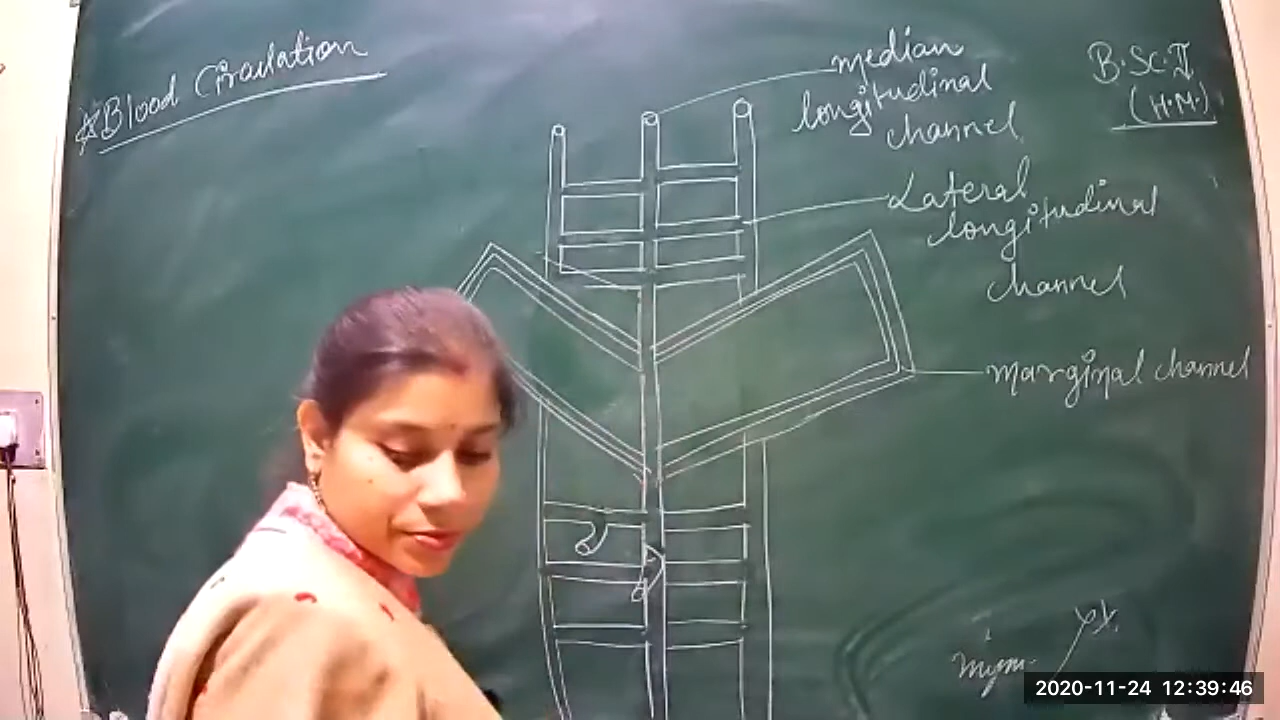 *Blood Circulation
median
longitudinal
channel
B.Sc.II
(H.M.)
Lateral
longitudinal
channel
marginal channel
2020-11-24 12:39:46